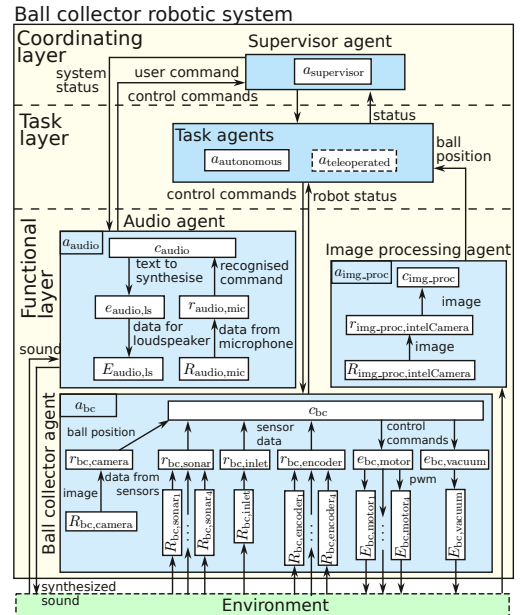 Ball collector robotic system
Coordinating
layer
Supervisor agent
a_supervisor
system
status
user command
control commands
status
Task
layer
Task agents
a_autonomous
a_teleoperated
ball
position
control commands
robot status
Functional
layer
Audio agent
a_audio
c_audio
text to
synthesise
recognised
command
e_audio,ls
r_audio,mic
data for
loudspeaker
data from
microphone
E_audio,ls
R_audio,mic
Image processing agent
a_img_proc
c_img_proc
image
r_img_proc,intelCamera
image
R_img_proc,intelCamera
sound
Ball collector agent
a_bc
c_bc
ball position
sensor
data
control
commands
r_bc,camera
r_bc,sonar
r_bc,inlet
r_bc,encoder
e_bc,motor
e_bc,vacuum
image
data from
sensors
pwm
R_bc,camera
R_bc,sonar1
...
R_bc,sonar4
R_bc,inlet
R_bc,encoder1
...
R_bc,encoder4
E_bc,motor1
...
E_bc,motor4
E_bc,vacuum
synthesized
sound
Environment